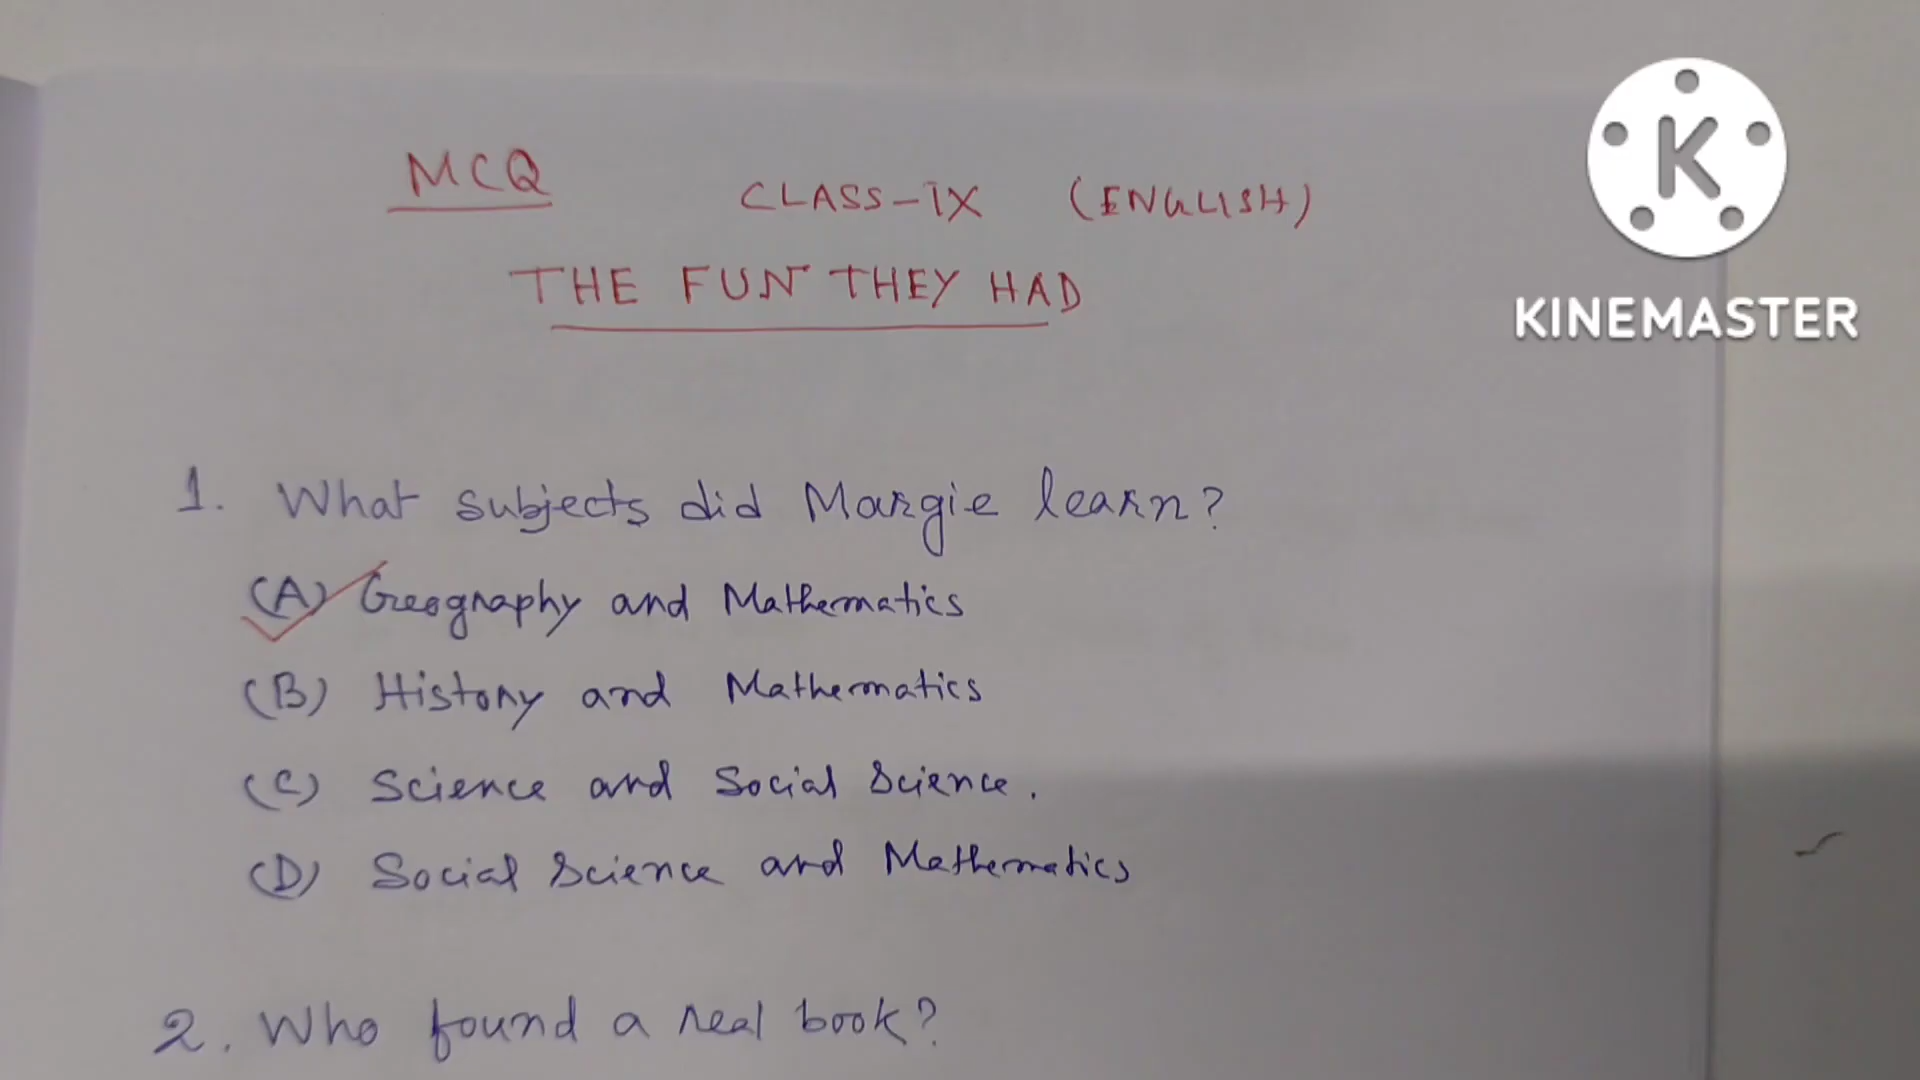 MCQ CLASS-IX (ENGLISH)
THE FUN THEY HAD
KINEMASTER
1. What subjects did Margie learn?
(A) Geography and Mathematics
(B) History and Mathematics
(C) Science and Social Science.
(D) Social Science and Mathematics
2. Who found a real book?